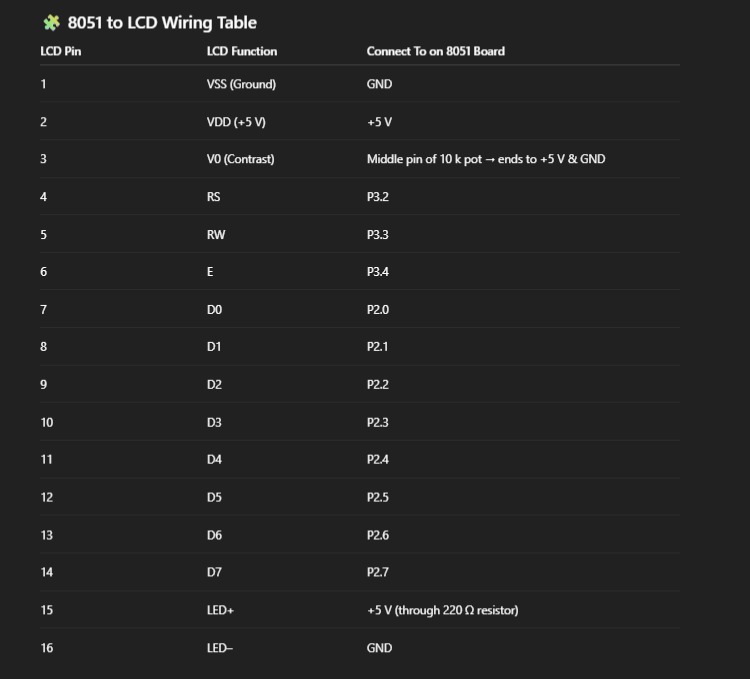 🧩 8051 to LCD Wiring Table
LCD Pin LCD Function Connect To on 8051 Board
1 VSS (Ground) GND
2 VDD (+5 V) +5 V
3 V0 (Contrast) Middle pin of 10 k pot → ends to +5 V & GND
4 RS P3.2
5 RW P3.3
6 E P3.4
7 D0 P2.0
8 D1 P2.1
9 D2 P2.2
10 D3 P2.3
11 D4 P2.4
12 D5 P2.5
13 D6 P2.6
14 D7 P2.7
15 LED+ +5 V (through 220 Ω resistor)
16 LED– GND